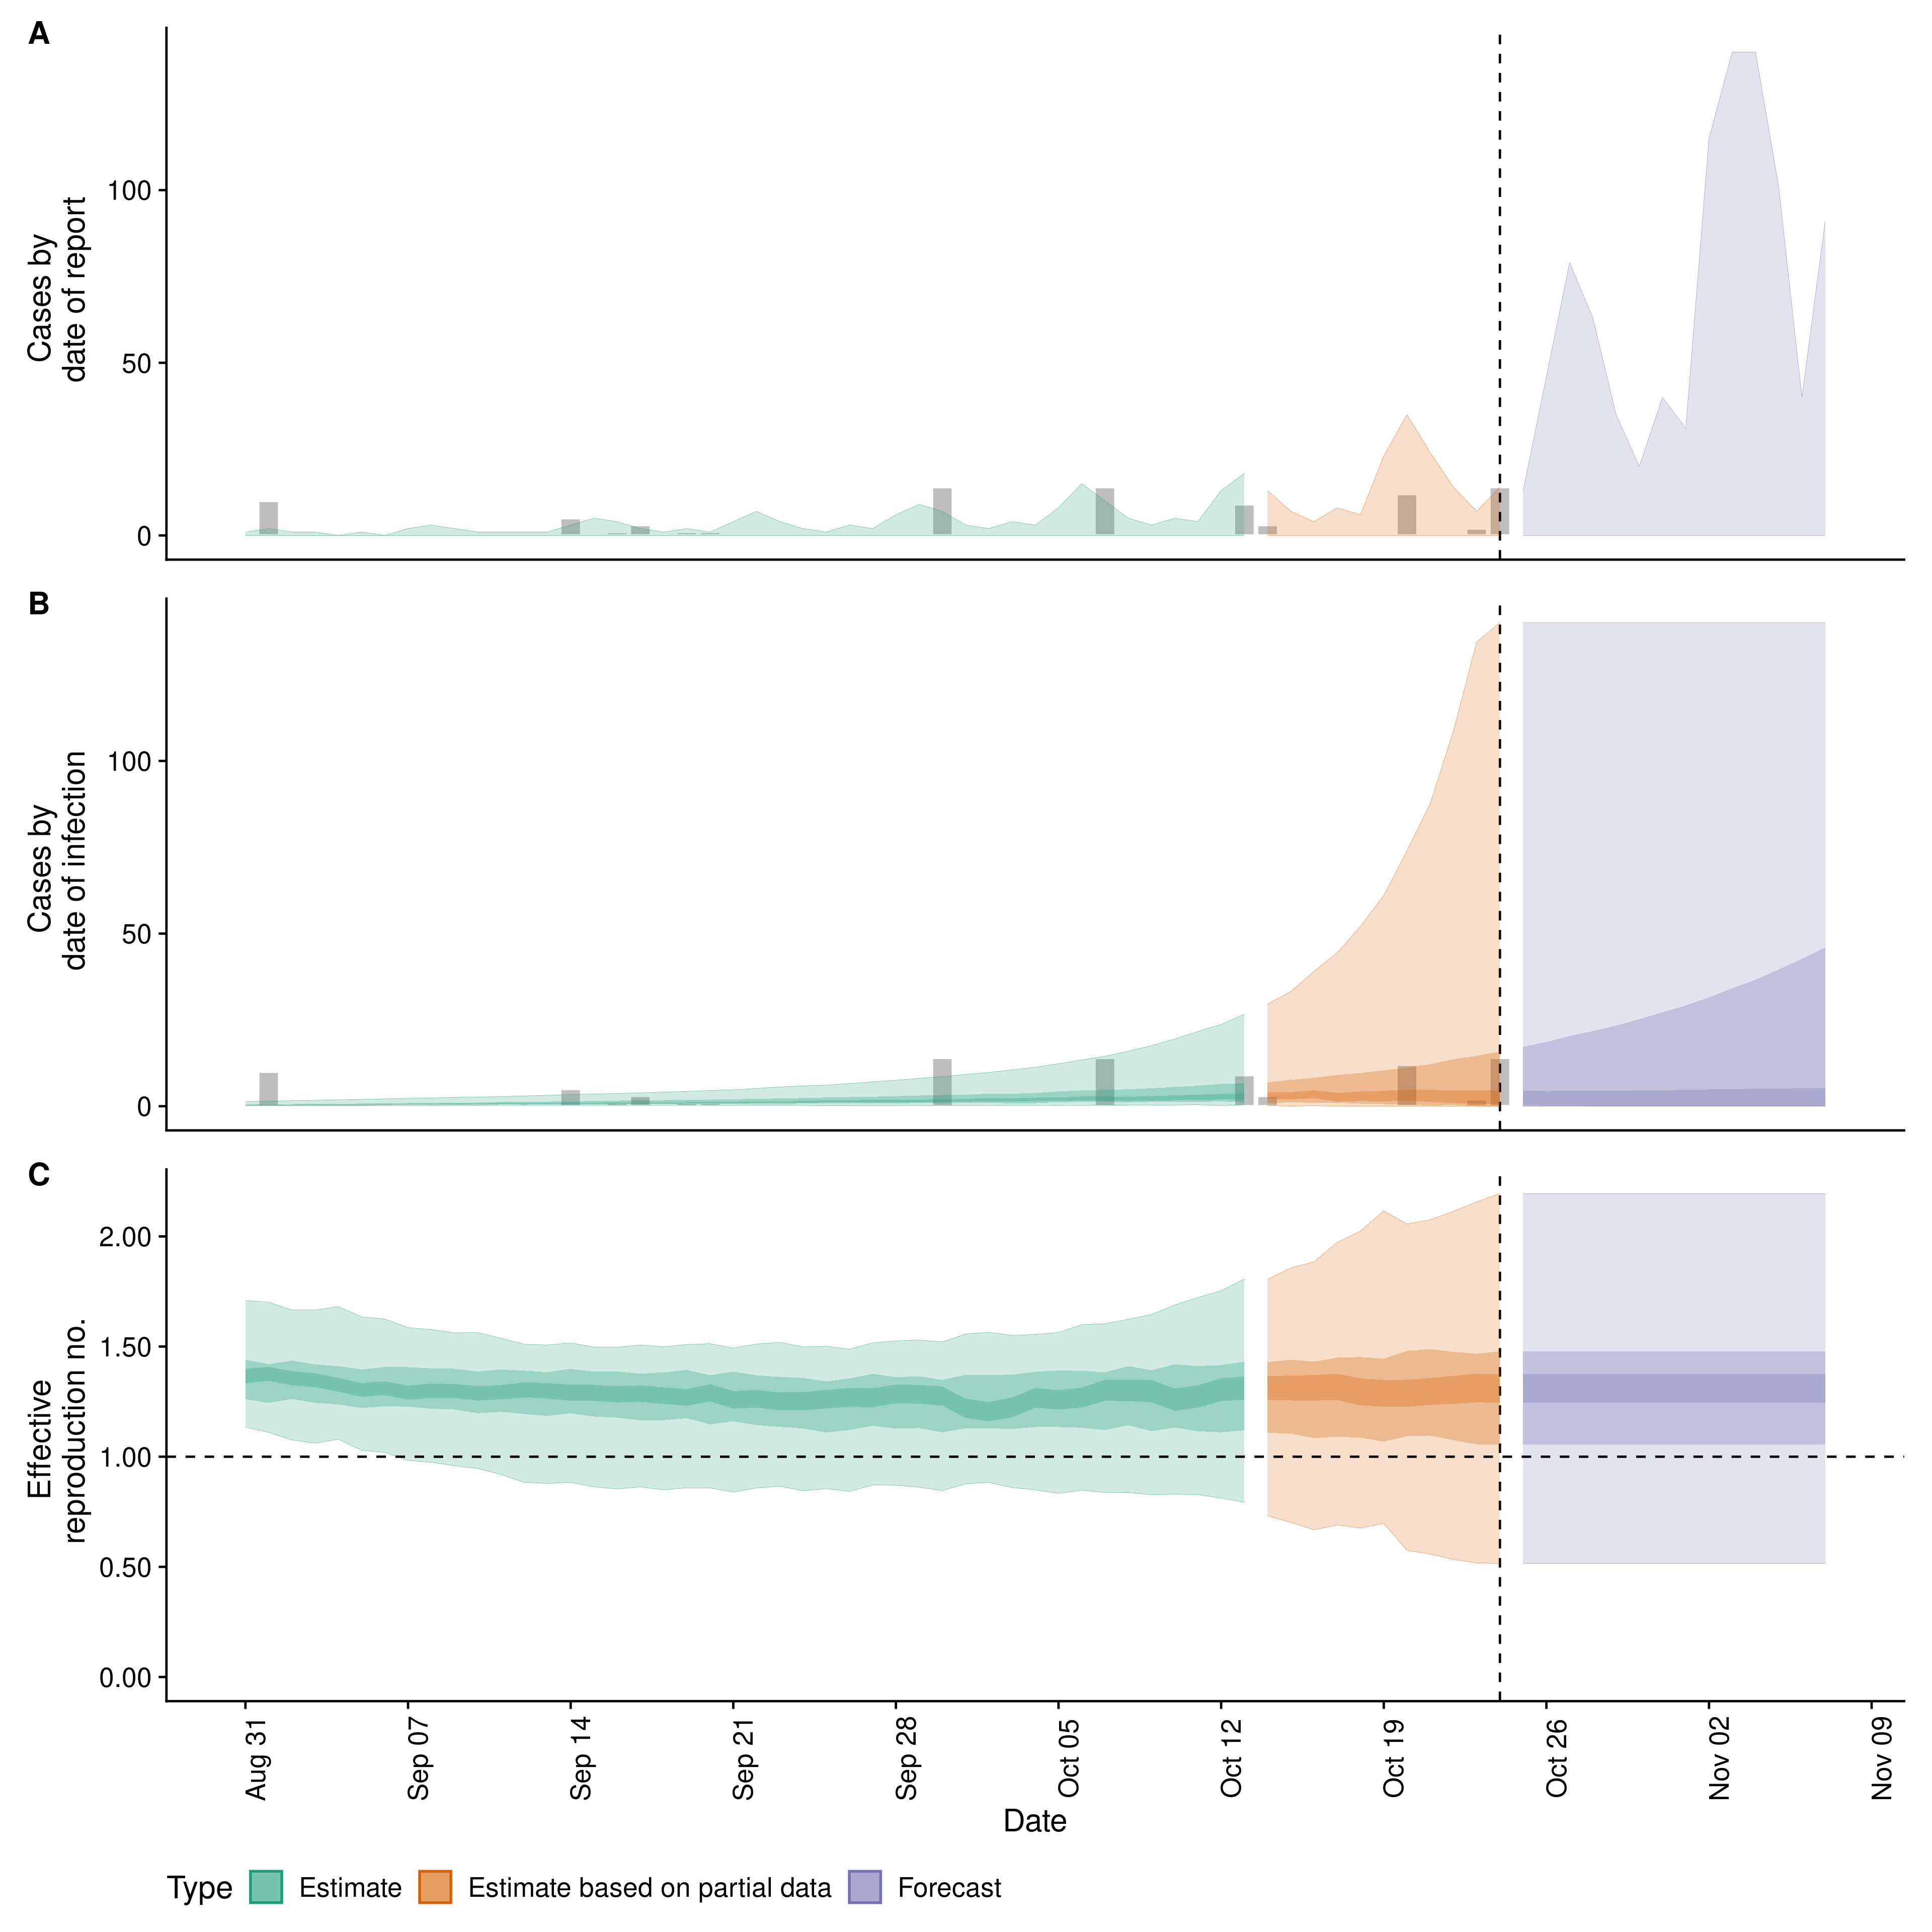 A
Cases by
date of report
100
50
0
B
Cases by
date of infection
100
50
0
C
Effective
reproduction no.
2.00
1.50
1.00
0.50
0.00
Aug 31
Sep 07
Sep 14
Sep 21
Sep 28
Oct 05
Oct 12
Oct 19
Oct 26
Nov 02
Nov 09
Date
Type Estimate Estimate based on partial data Forecast